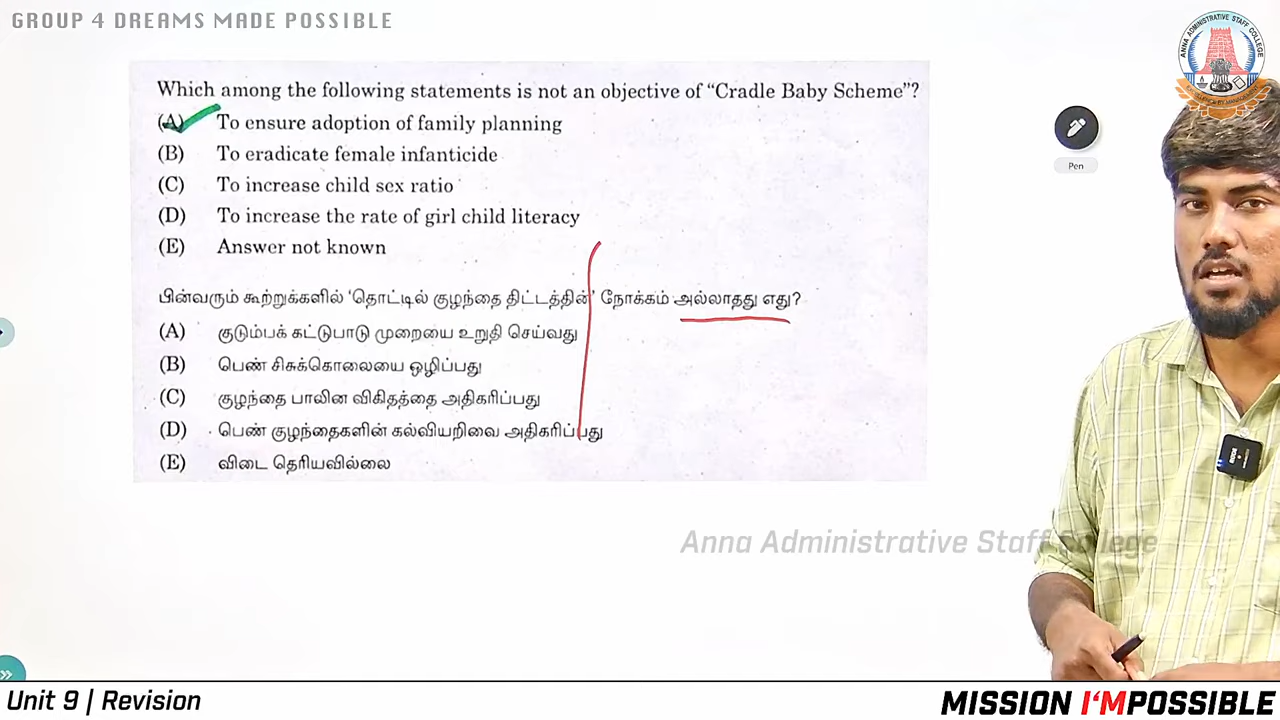 GROUP 4 DREAMS MADE POSSIBLE
ANNA ADMINISTRATIVE STAFF COLLEGE
Which among the following statements is not an objective of “Cradle Baby Scheme”?
(A) To ensure adoption of family planning
(B) To eradicate female infanticide
(C) To increase child sex ratio
(D) To increase the rate of girl child literacy
(E) Answer not known
Pen
பின்வரும் கூற்றுக்களில் ‘தொட்டில் குழந்தை திட்டத்தின்’ நோக்கம் அல்லாதது எது?
(A) குடும்பக் கட்டுபாடு முறையை உறுதி செய்வது
(B) பெண் சிசுக்கொலையை ஒழிப்பது
(C) குழந்தை பாலின விகிதத்தை அதிகரிப்பது
(D) பெண் குழந்தைகளின் கல்வியறிவை அதிகரிப்பது
(E) விடை தெரியவில்லை
Anna Administrative Staff College
Unit 9 | Revision
MISSION I'MPOSSIBLE